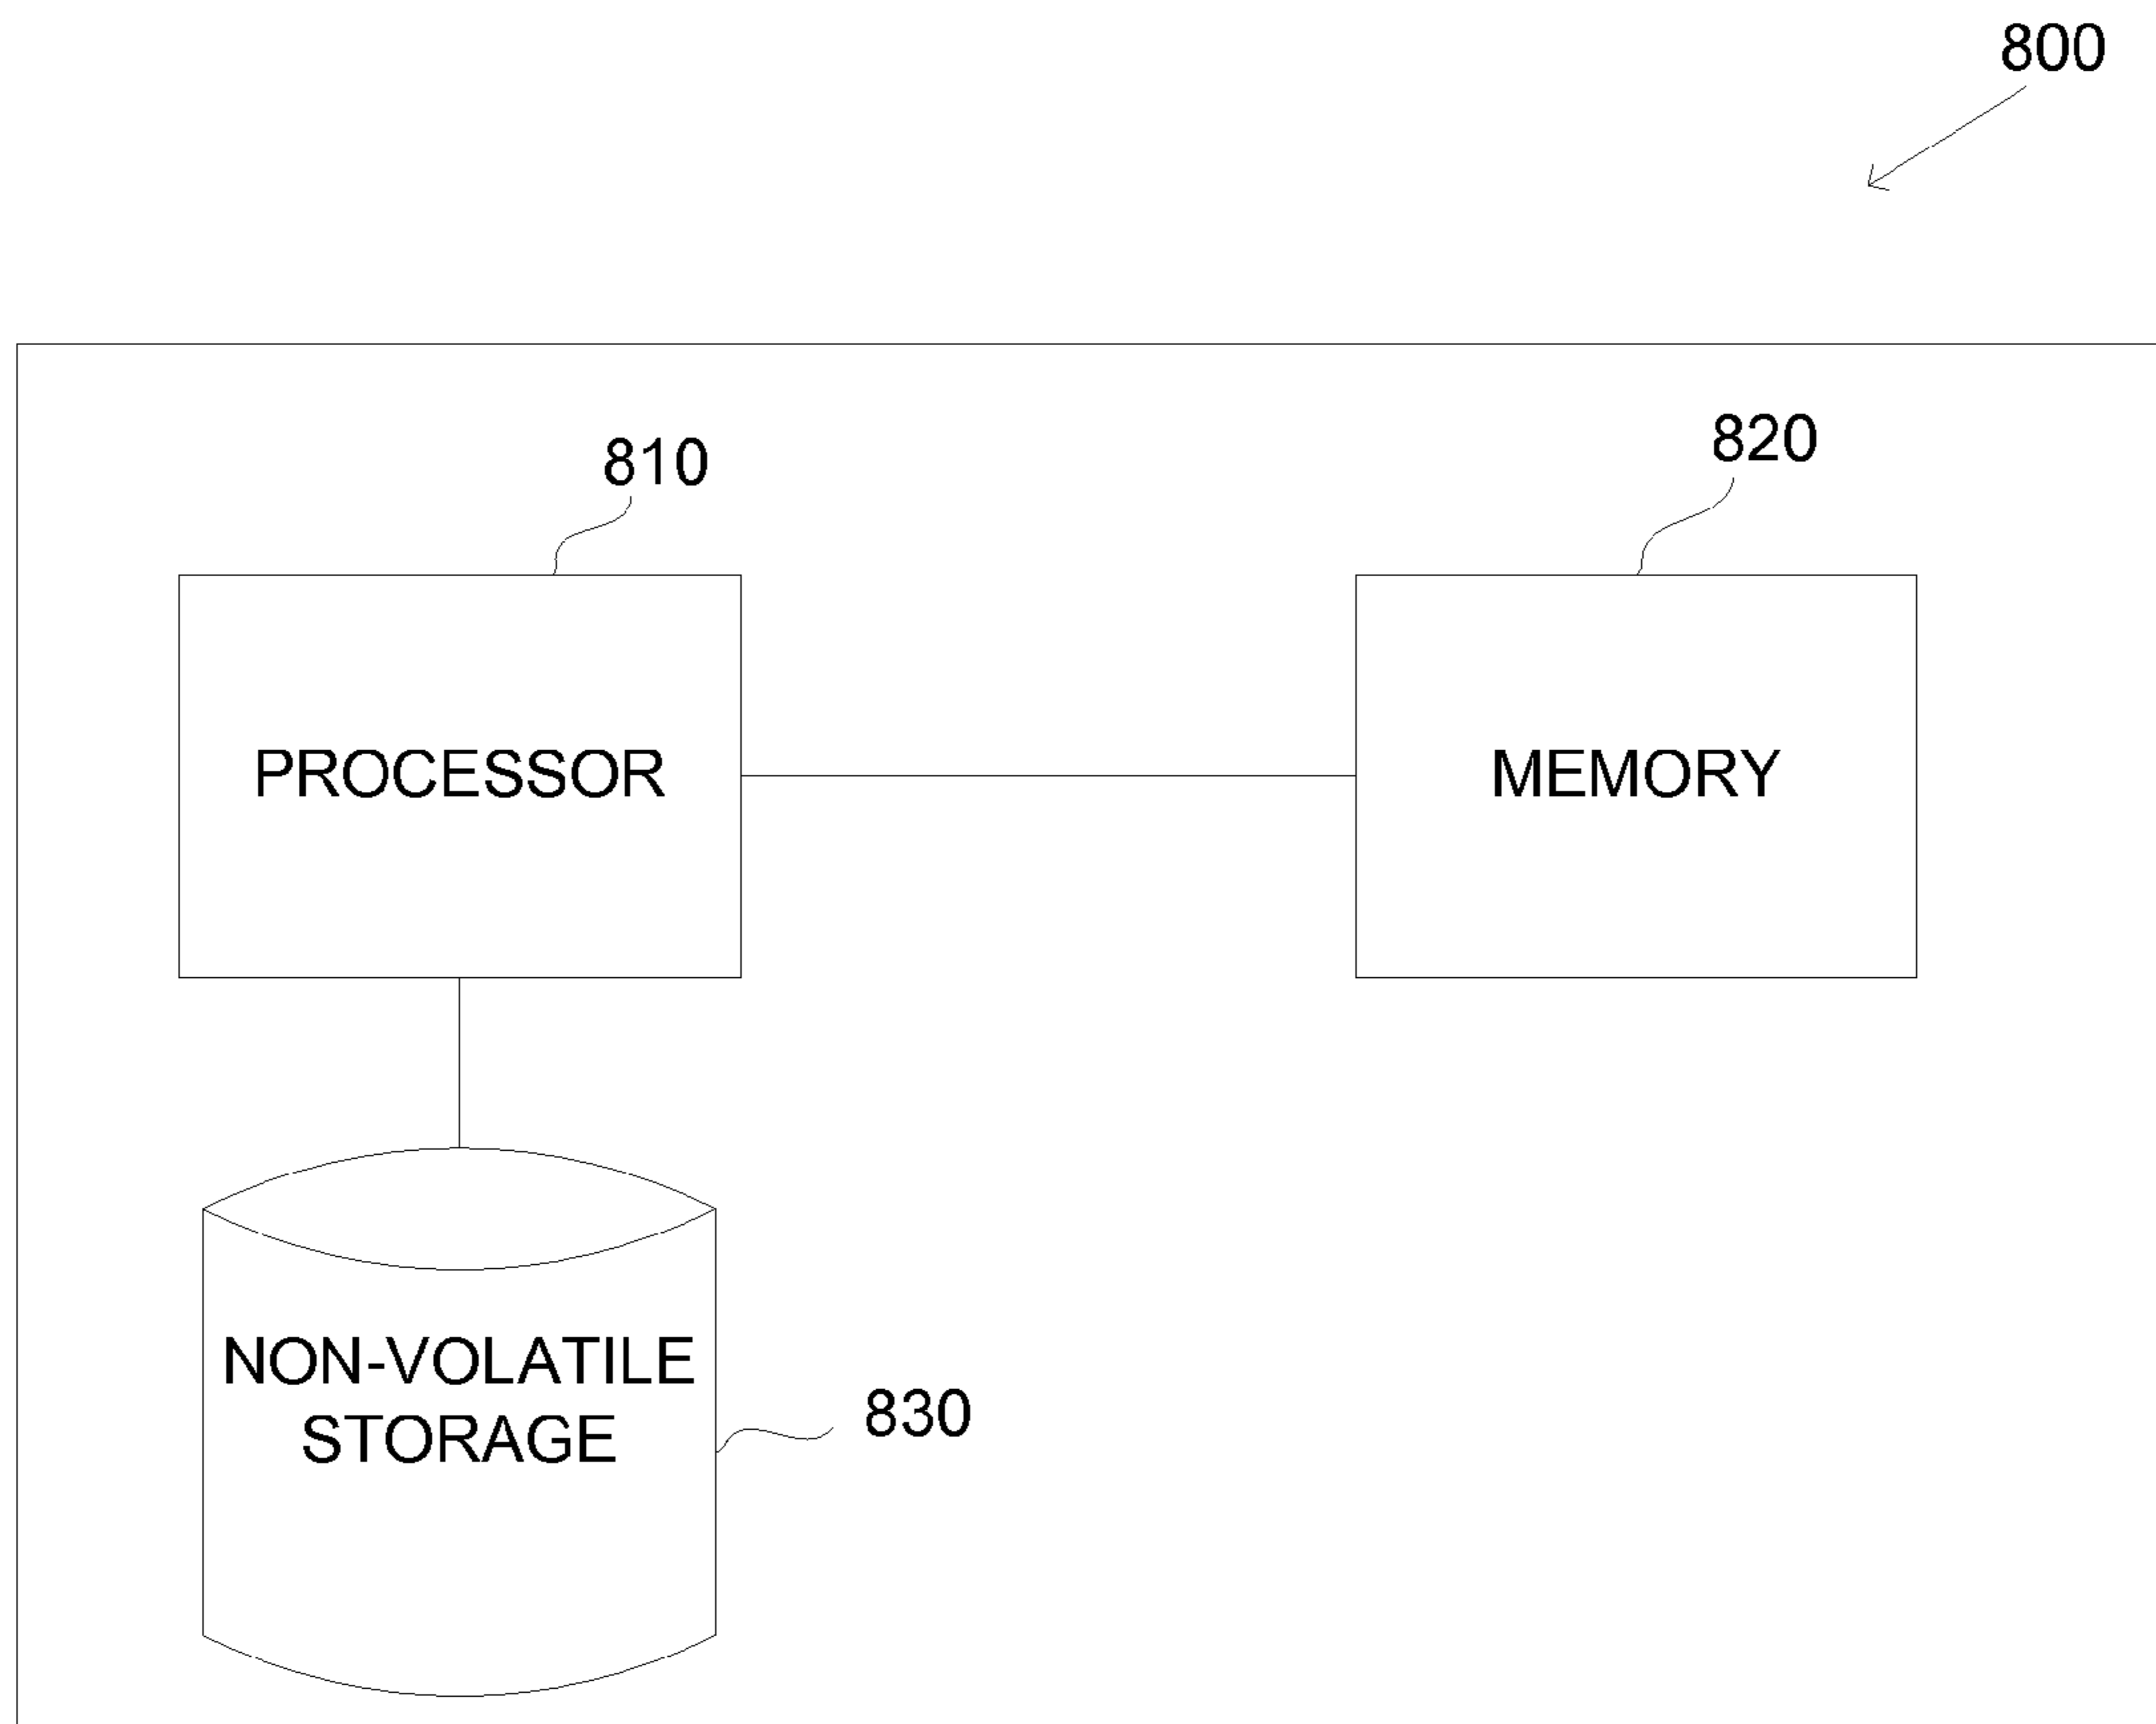 800
810
820
PROCESSOR
MEMORY
NON-VOLATILE
STORAGE
830